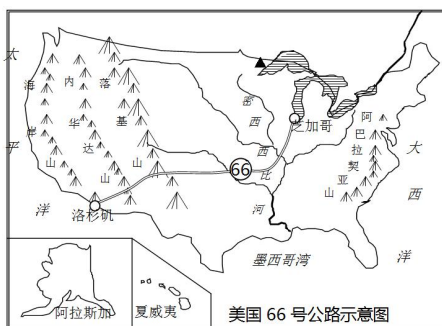 太平洋
海岸山
内华达山
落基山
密西西比河
芝加哥
阿巴拉契亚山
大西洋
66
洛杉矶
墨西哥湾
阿拉斯加
夏威夷
美国 66 号公路示意图